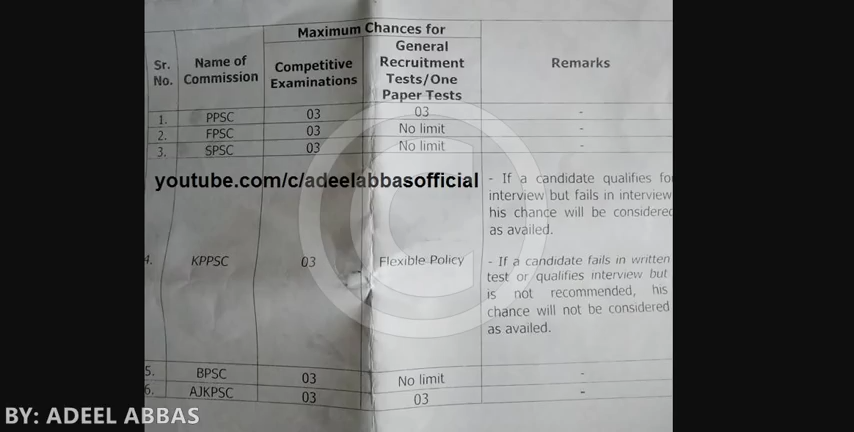 Maximum Chances for
Sr. No. Name of Commission Competitive Examinations General Recruitment Tests/One Paper Tests Remarks
1. PPSC 03 03 -
2. FPSC 03 No limit -
3. SPSC 03 No limit -
youtube.com/c/adeelabbasofficial
4. KPPSC 03 Flexible Policy
- If a candidate qualifies for
interview but fails in interview
his chance will be considered
as availed.
- If a candidate fails in written
test or qualifies interview but
is not recommended, his
chance will not be considered
as availed.
5. BPSC 03 No limit -
6. AJKPSC 03 03 -
BY: ADEEL ABBAS